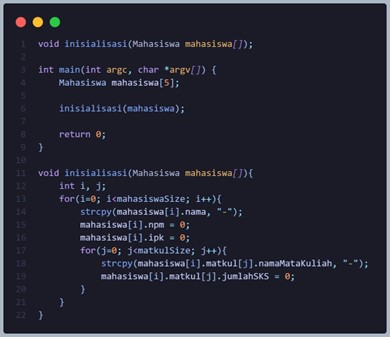 1 void inisialisasi(Mahasiswa mahasiswa[]);
2
3 int main(int argc, char *argv[]) {
4     Mahasiswa mahasiswa[5];
5
6     inisialisasi(mahasiswa);
7
8     return 0;
9 }
10
11 void inisialisasi(Mahasiswa mahasiswa[]){
12     int i, j;
13     for(i=0; i<mahasiswaSize; i++){
14         strcpy(mahasiswa[i].nama, "-");
15         mahasiswa[i].npm = 0;
16         mahasiswa[i].ipk = 0;
17         for(j=0; j<matkulSize; j++){
18             strcpy(mahasiswa[i].matkul[j].namaMataKuliah, "-");
19             mahasiswa[i].matkul[j].jumlahSKS = 0;
20         }
21     }
22 }